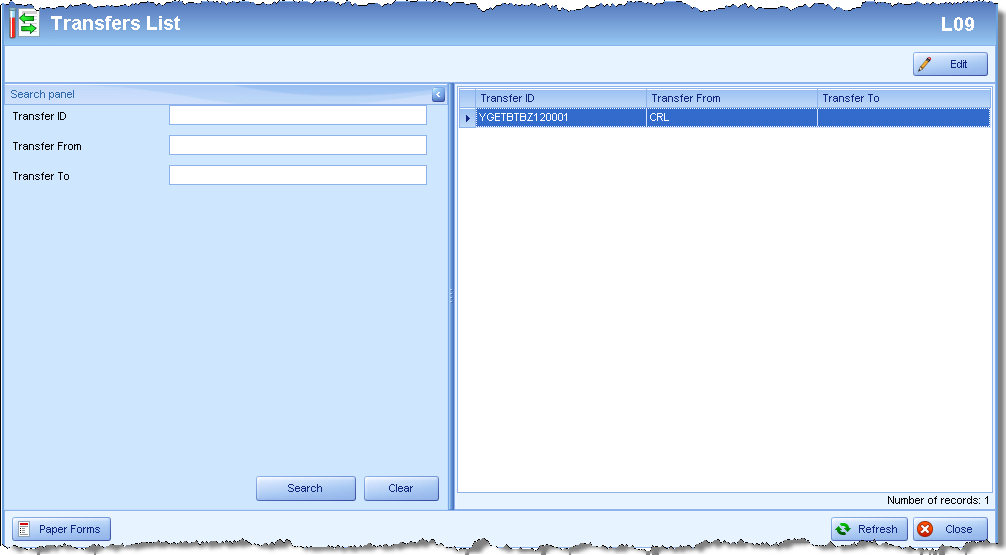 Transfers List L09
Edit
Search panel
Transfer ID
Transfer From
Transfer To
Search Clear
Transfer ID Transfer From Transfer To
YGETBTBZ120001 CRL
Number of records: 1
Paper Forms Refresh Close